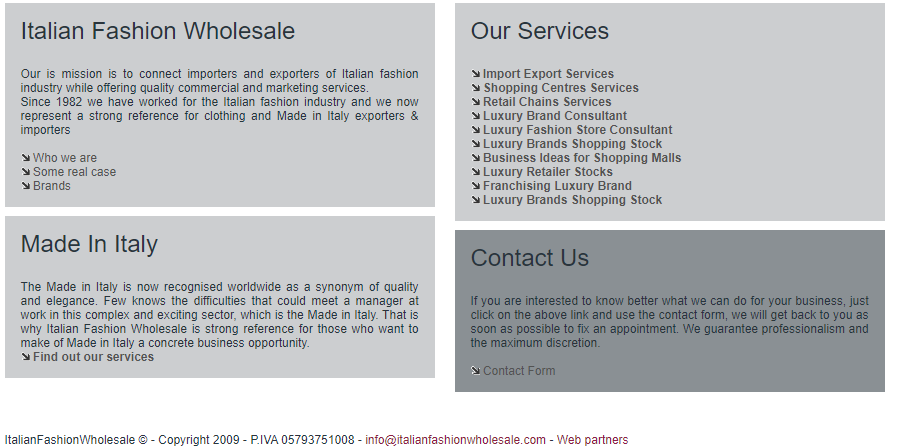 Italian Fashion Wholesale
Our is mission is to connect importers and exporters of Italian fashion
industry while offering quality commercial and marketing services.
Since 1982 we have worked for the Italian fashion industry and we now
represent a strong reference for clothing and Made in Italy exporters &
importers
Who we are
Some real case
Brands
Made In Italy
The Made in Italy is now recognised worldwide as a synonym of quality
and elegance. Few knows the difficulties that could meet a manager at
work in this complex and exciting sector, which is the Made in Italy. That is
why Italian Fashion Wholesale is strong reference for those who want to
make of Made in Italy a concrete business opportunity.
Find out our services
Our Services
Import Export Services
Shopping Centres Services
Retail Chains Services
Luxury Brand Consultant
Luxury Fashion Store Consultant
Luxury Brands Shopping Stock
Business Ideas for Shopping Malls
Luxury Retailer Stocks
Franchising Luxury Brand
Luxury Brands Shopping Stock
Contact Us
If you are interested to know better what we can do for your business, just
click on the above link and use the contact form, we will get back to you as
soon as possible to fix an appointment. We guarantee professionalism and
the maximum discretion.
Contact Form
ItalianFashionWholesale © - Copyright 2009 - P.IVA 05793751008 - info@italianfashionwholesale.com - Web partners